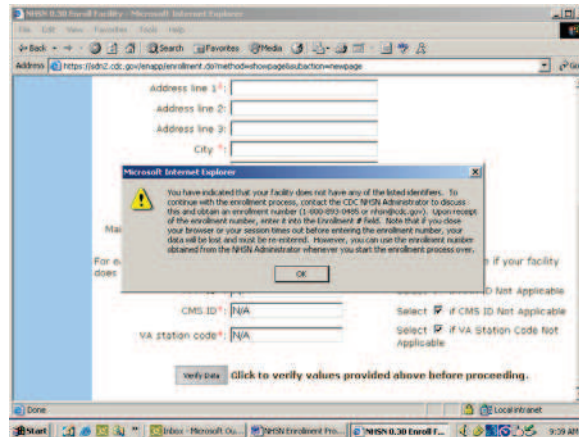 NHSN 0.30 Enroll Facility - Microsoft Internet Explorer
File Edit View Favorites Tools Help
Back Search Favorites Media
Address https://sdn2.cdc.gov/enapp/enrollment.do?method=showpage&subaction=newpage Go
Address line 1*:
Address line 2:
Address line 3:
City *:
Microsoft Internet Explorer
You have indicated that your facility does not have any of the listed identifiers. To
continue with the enrollment process, contact the CDC NHSN Administrator to discuss
this and obtain an enrollment number (1-800-893-0485 or nhsn@cdc.gov). Upon receipt
of the enrollment number, enter it into the Enrollment # field. Note that if you close
your browser or your session times out before entering the enrollment number, your
data will be lost and must be re-entered. However, you can use the enrollment number
obtained from the NHSN Administrator whenever you start the enrollment process over.
OK
Mai
For ea e if your facility
does
ID Not Applicable
CMS ID*: N/A Select if CMS ID Not Applicable
VA station code*: N/A Select if VA Station Code Not
Applicable
Verify Data Click to verify values provided above before proceeding.
Done Local intranet
Start Inbox - Microsoft Ou... NHSN Enrollment Pro... NHSN 0.30 Enroll F... 9:39 AM